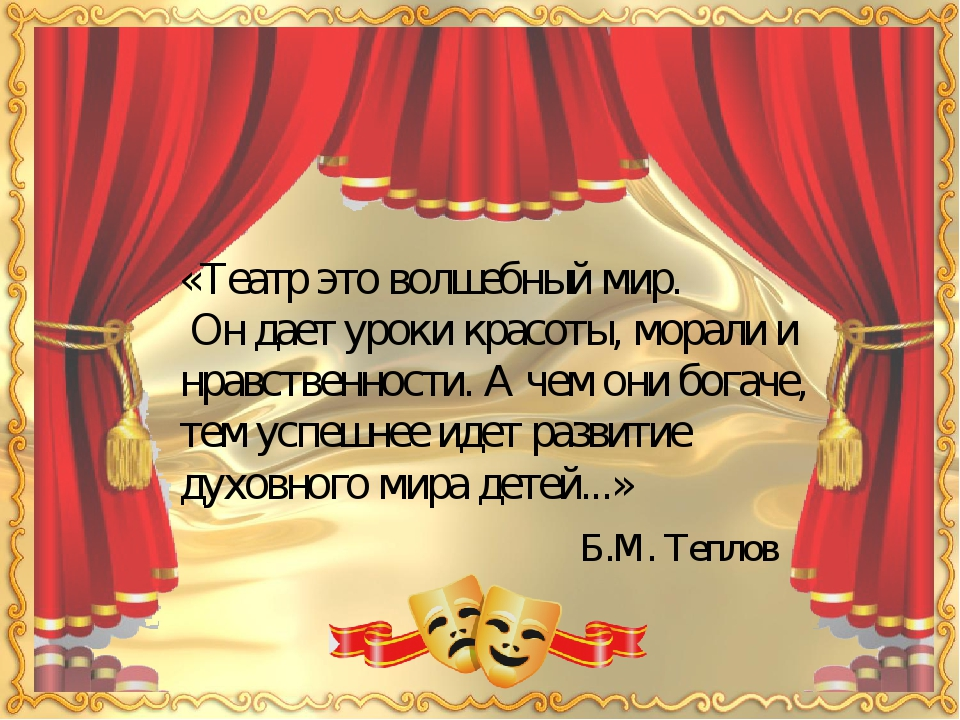 «Театр это волшебный мир.
Он дает уроки красоты, морали и
нравственности. А чем они богаче,
тем успешнее идет развитие
духовного мира детей...»
Б.М. Теплов